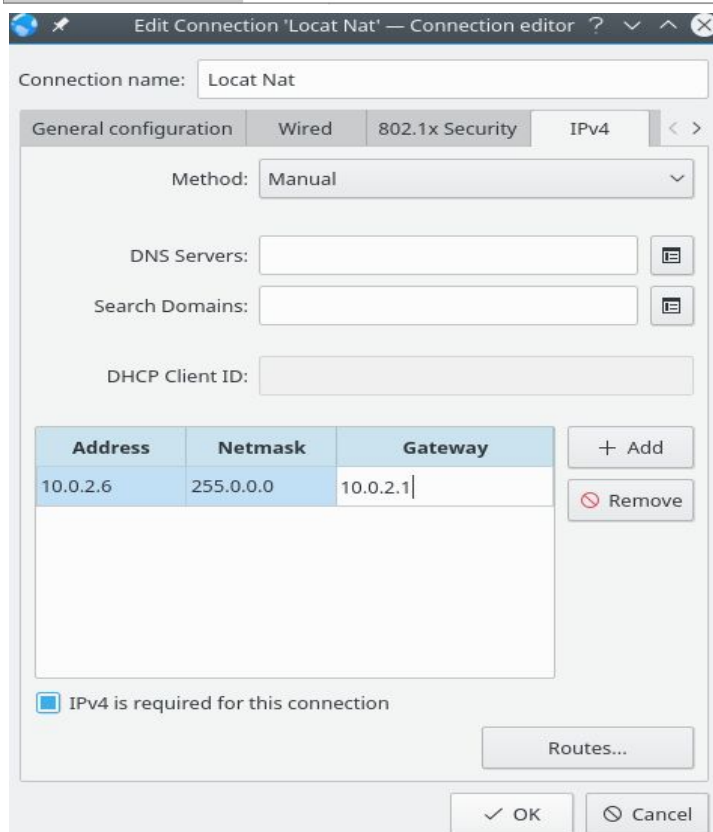 Edit Connection 'Locat Nat' — Connection editor ?
Connection name: Locat Nat
General configuration Wired 802.1x Security IPv4 < >
Method: Manual
DNS Servers:
Search Domains:
DHCP Client ID:
Address Netmask Gateway + Add
10.0.2.6 255.0.0.0 10.0.2.1
Remove
IPv4 is required for this connection
Routes...
OK Cancel